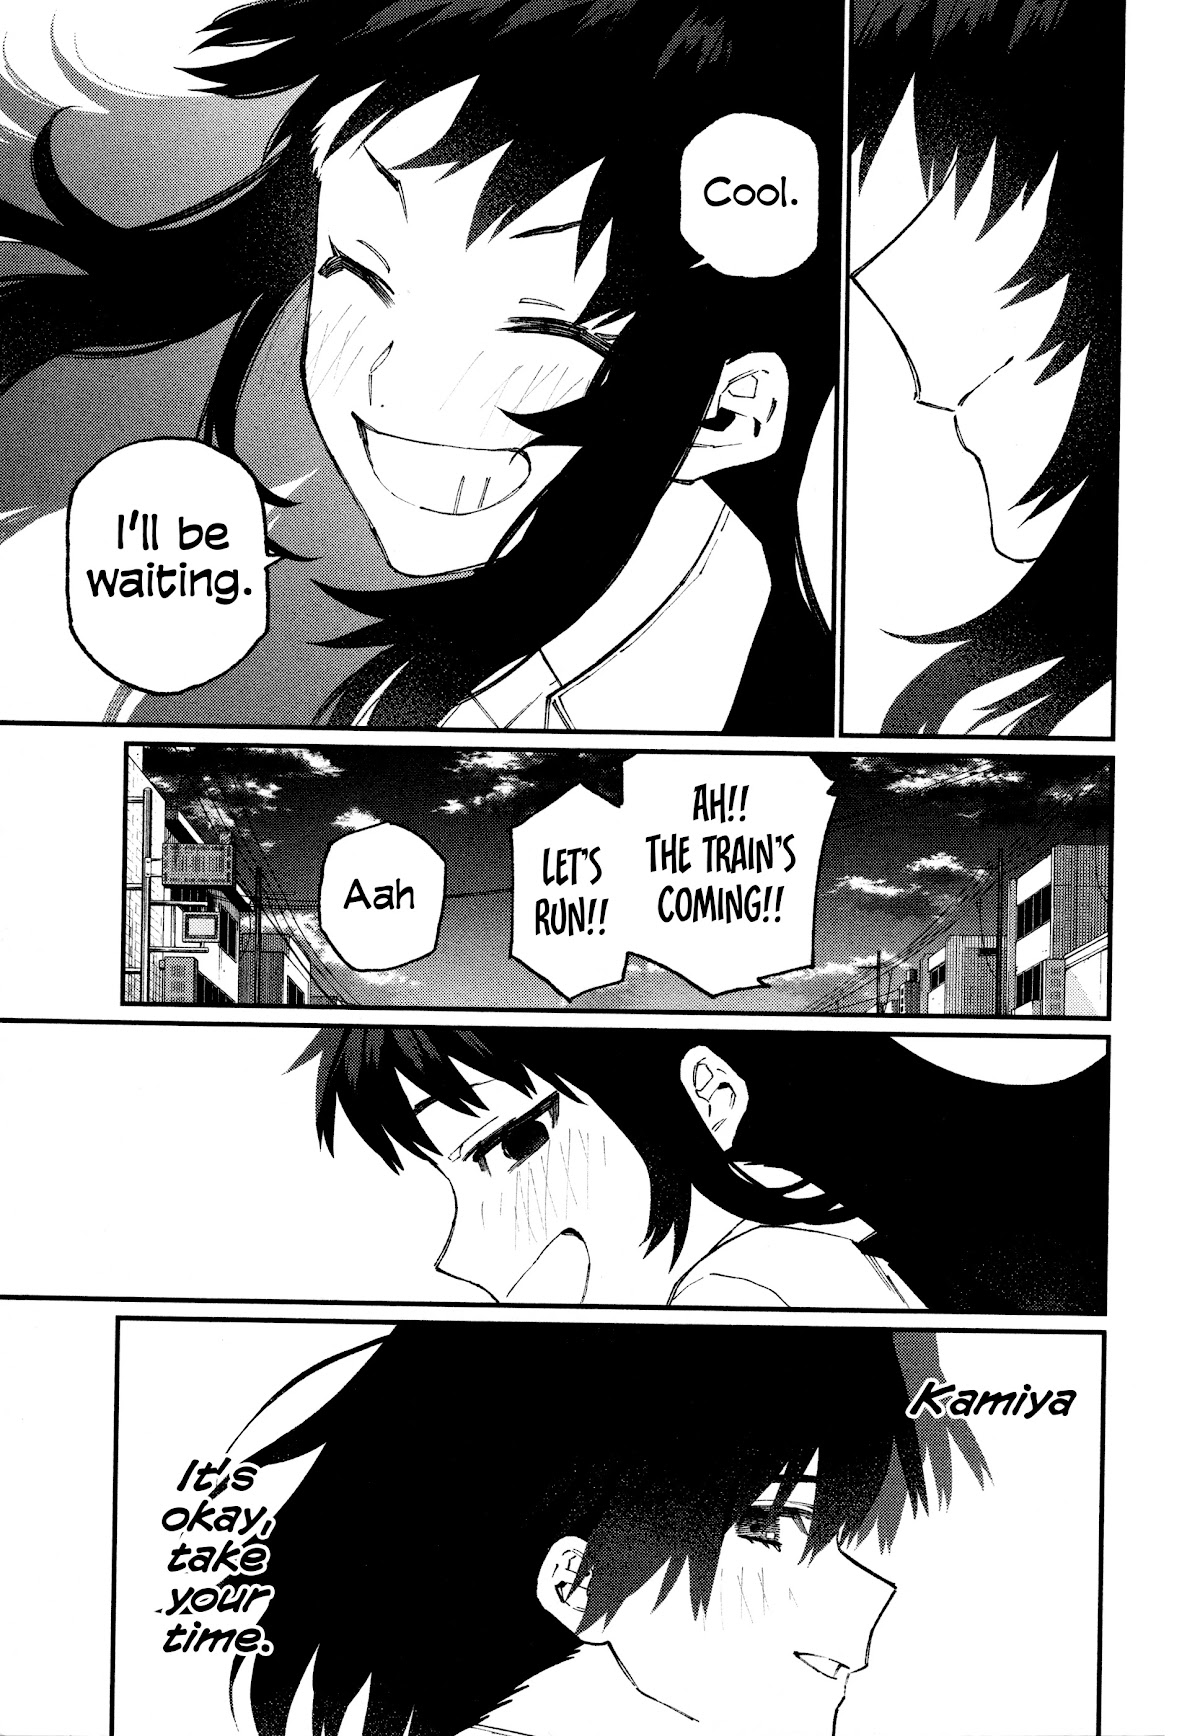 Cool.
I'll be
waiting.
AH!!
THE TRAIN'S
COMING!!
LET'S
RUN!!
Aah
Kamiya
It's
okay,
take
your
time.